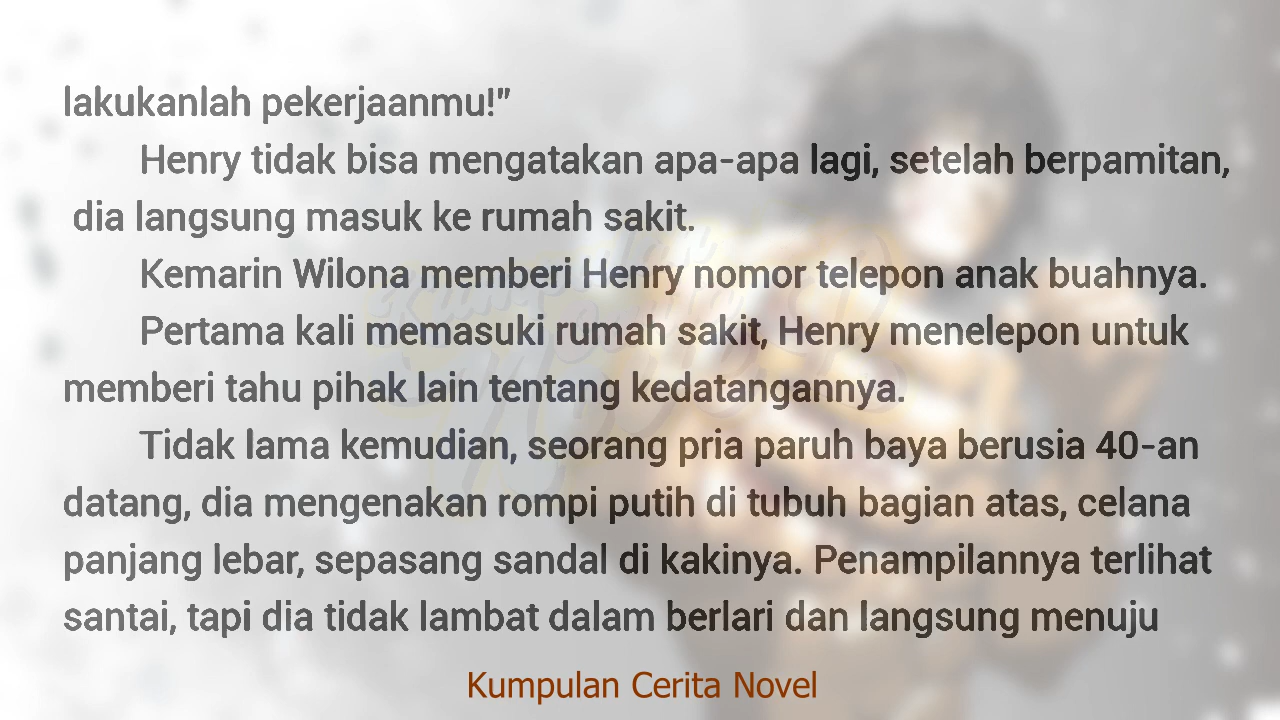 lakukanlah pekerjaanmu!"
Henry tidak bisa mengatakan apa-apa lagi, setelah berpamitan,
dia langsung masuk ke rumah sakit.
Kemarin Wilona memberi Henry nomor telepon anak buahnya.
Pertama kali memasuki rumah sakit, Henry menelepon untuk
memberi tahu pihak lain tentang kedatangannya.
Tidak lama kemudian, seorang pria paruh baya berusia 40-an
datang, dia mengenakan rompi putih di tubuh bagian atas, celana
panjang lebar, sepasang sandal di kakinya. Penampilannya terlihat
santai, tapi dia tidak lambat dalam berlari dan langsung menuju
Kumpulan Cerita Novel